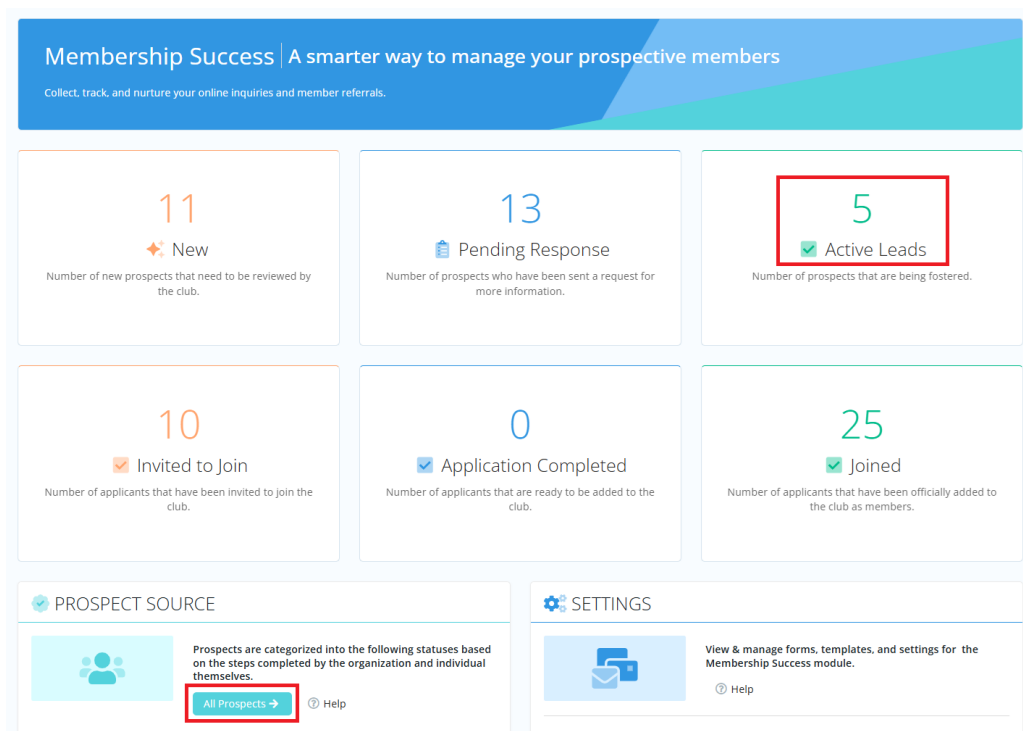 Membership Success | A smarter way to manage your prospective members
Collect, track, and nurture your online inquiries and member referrals.
11
New
Number of new prospects that need to be reviewed by
the club.
13
Pending Response
Number of prospects who have been sent a request for
more information.
5
Active Leads
Number of prospects that are being fostered.
10
Invited to Join
Number of applicants that have been invited to join the
club.
0
Application Completed
Number of applicants that are ready to be added to the
club.
25
Joined
Number of applicants that have been officially added to
the club as members.
PROSPECT SOURCE
Prospects are categorized into the following statuses based
on the steps completed by the organization and individual
themselves.
All Prospects →
Help
SETTINGS
View & manage forms, templates, and settings for the
Membership Success module.
Help